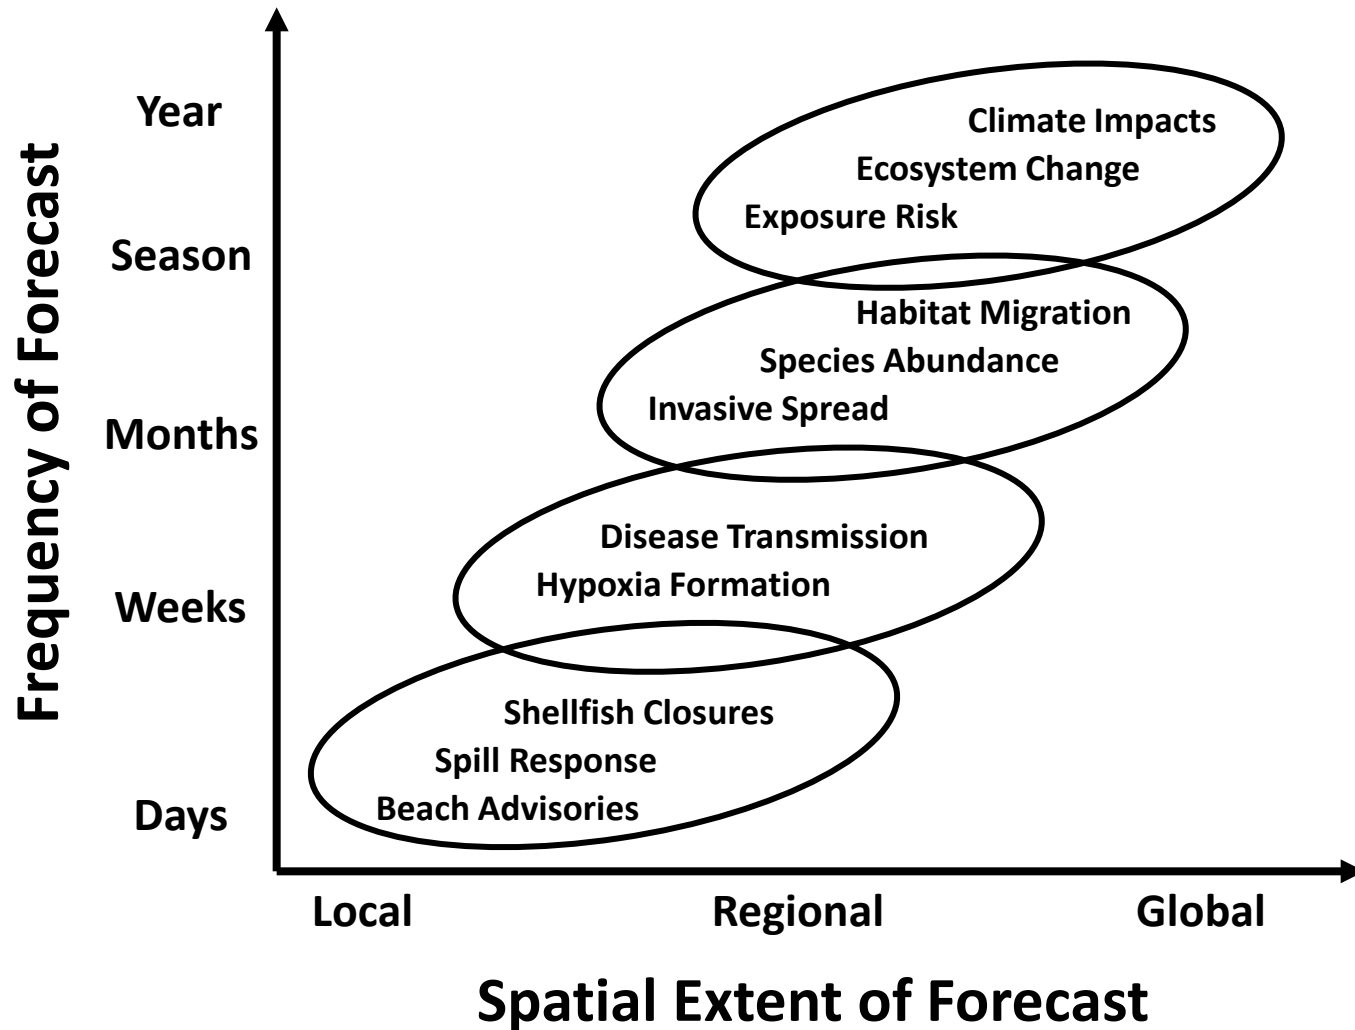 Frequency of Forecast
Year
Season
Months
Weeks
Days
Climate Impacts
Ecosystem Change
Exposure Risk
Habitat Migration
Species Abundance
Invasive Spread
Disease Transmission
Hypoxia Formation
Shellfish Closures
Spill Response
Beach Advisories
Local
Regional
Global
Spatial Extent of Forecast